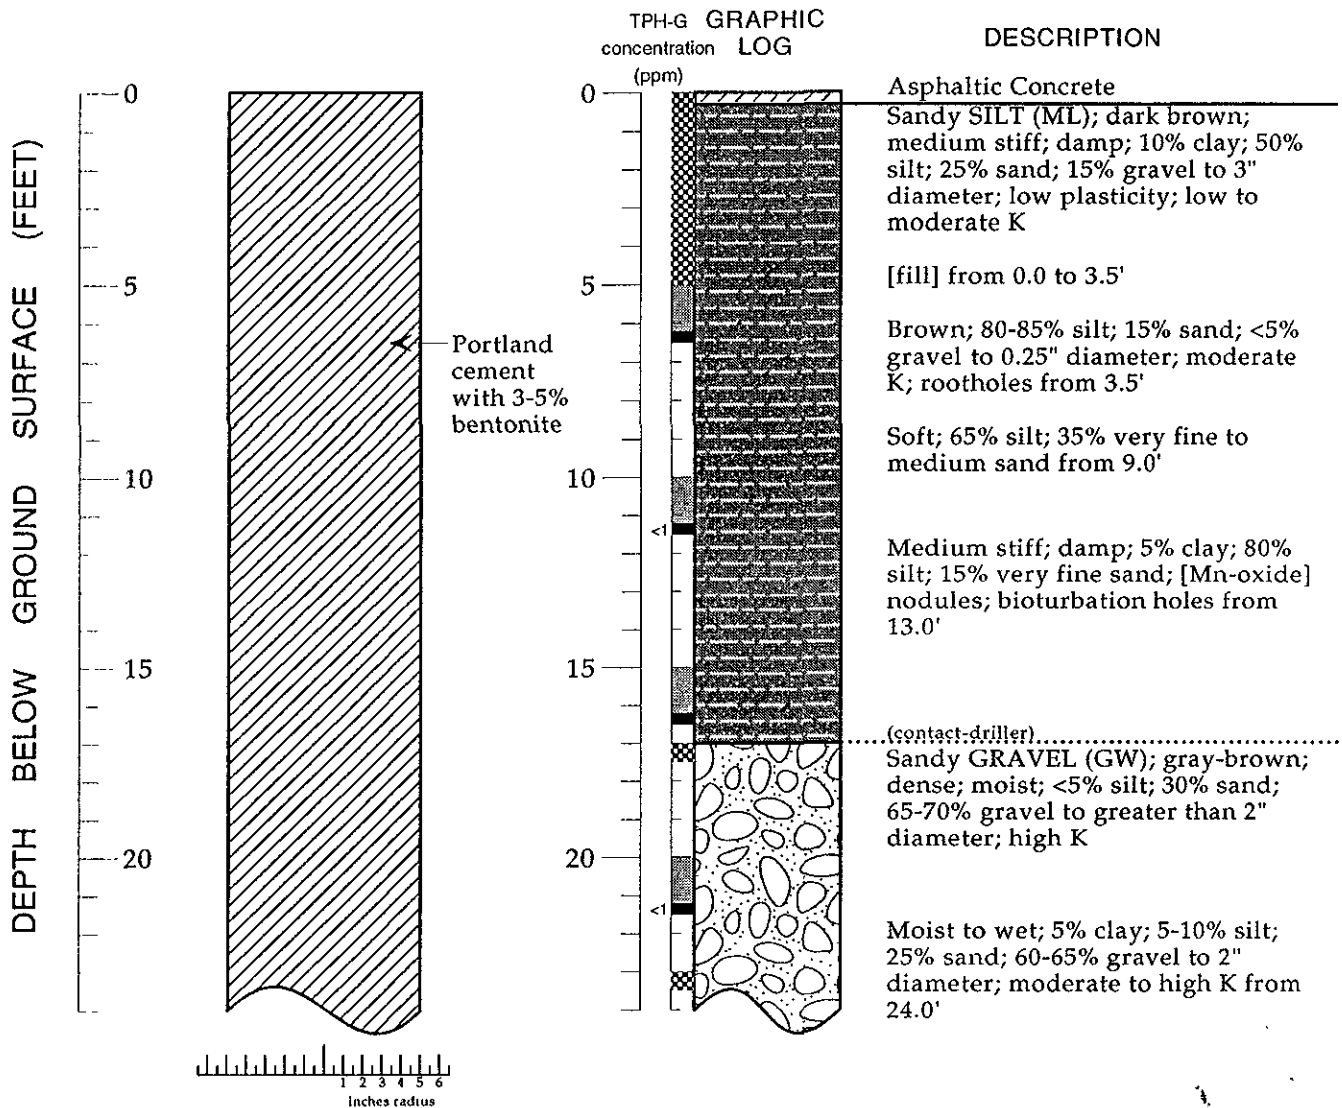 TPH-G
concentration
(ppm)
GRAPHIC
LOG
DESCRIPTION
DEPTH BELOW GROUND SURFACE (FEET)
0
5
10
15
20
Portland
cement
with 3-5%
bentonite
1 2 3 4 5 6
Inches radius
0
5
10
15
20
<1
<1
Asphaltic Concrete
Sandy SILT (ML); dark brown;
medium stiff; damp; 10% clay; 50%
silt; 25% sand; 15% gravel to 3"
diameter; low plasticity; low to
moderate K
[fill] from 0.0 to 3.5'
Brown; 80-85% silt; 15% sand; <5%
gravel to 0.25" diameter; moderate
K; rootholes from 3.5'
Soft; 65% silt; 35% very fine to
medium sand from 9.0'
Medium stiff; damp; 5% clay; 80%
silt; 15% very fine sand; [Mn-oxide]
nodules; bioturbation holes from
13.0'
(contact-driller)
Sandy GRAVEL (GW); gray-brown;
dense; moist; <5% silt; 30% sand;
65-70% gravel to greater than 2"
diameter; high K
Moist to wet; 5% clay; 5-10% silt;
25% sand; 60-65% gravel to 2"
diameter; moderate to high K from
24.0'